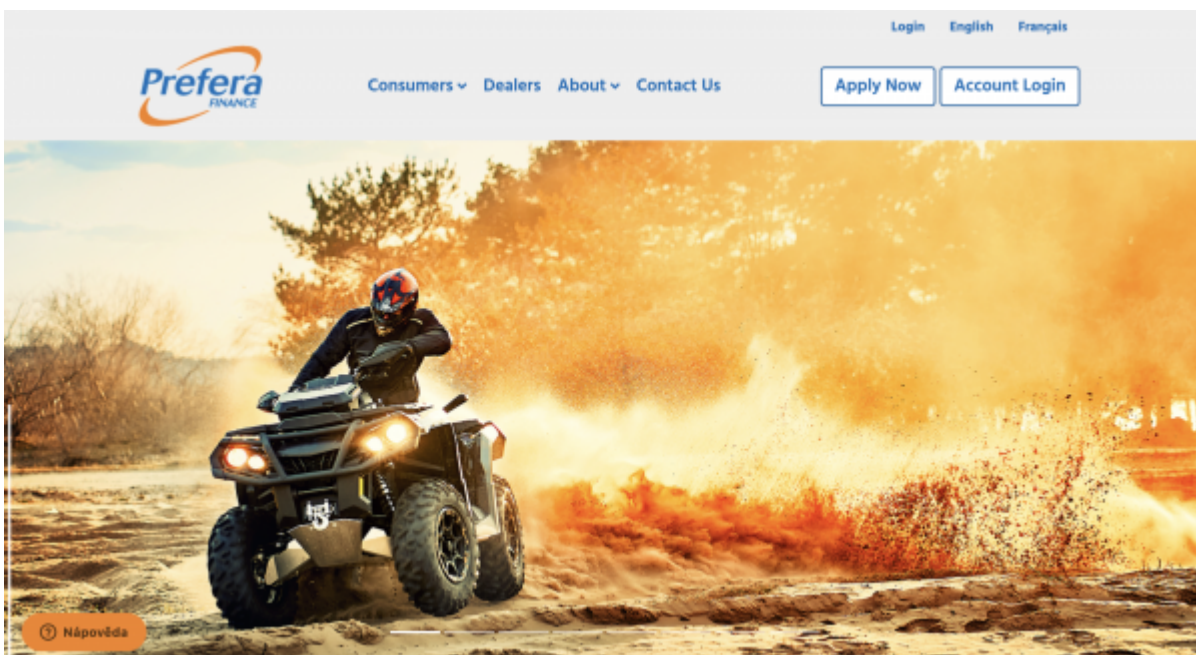 Login English Français
Prefera
FINANCE
Consumers Dealers About Contact Us
Apply Now Account Login
Nápověda